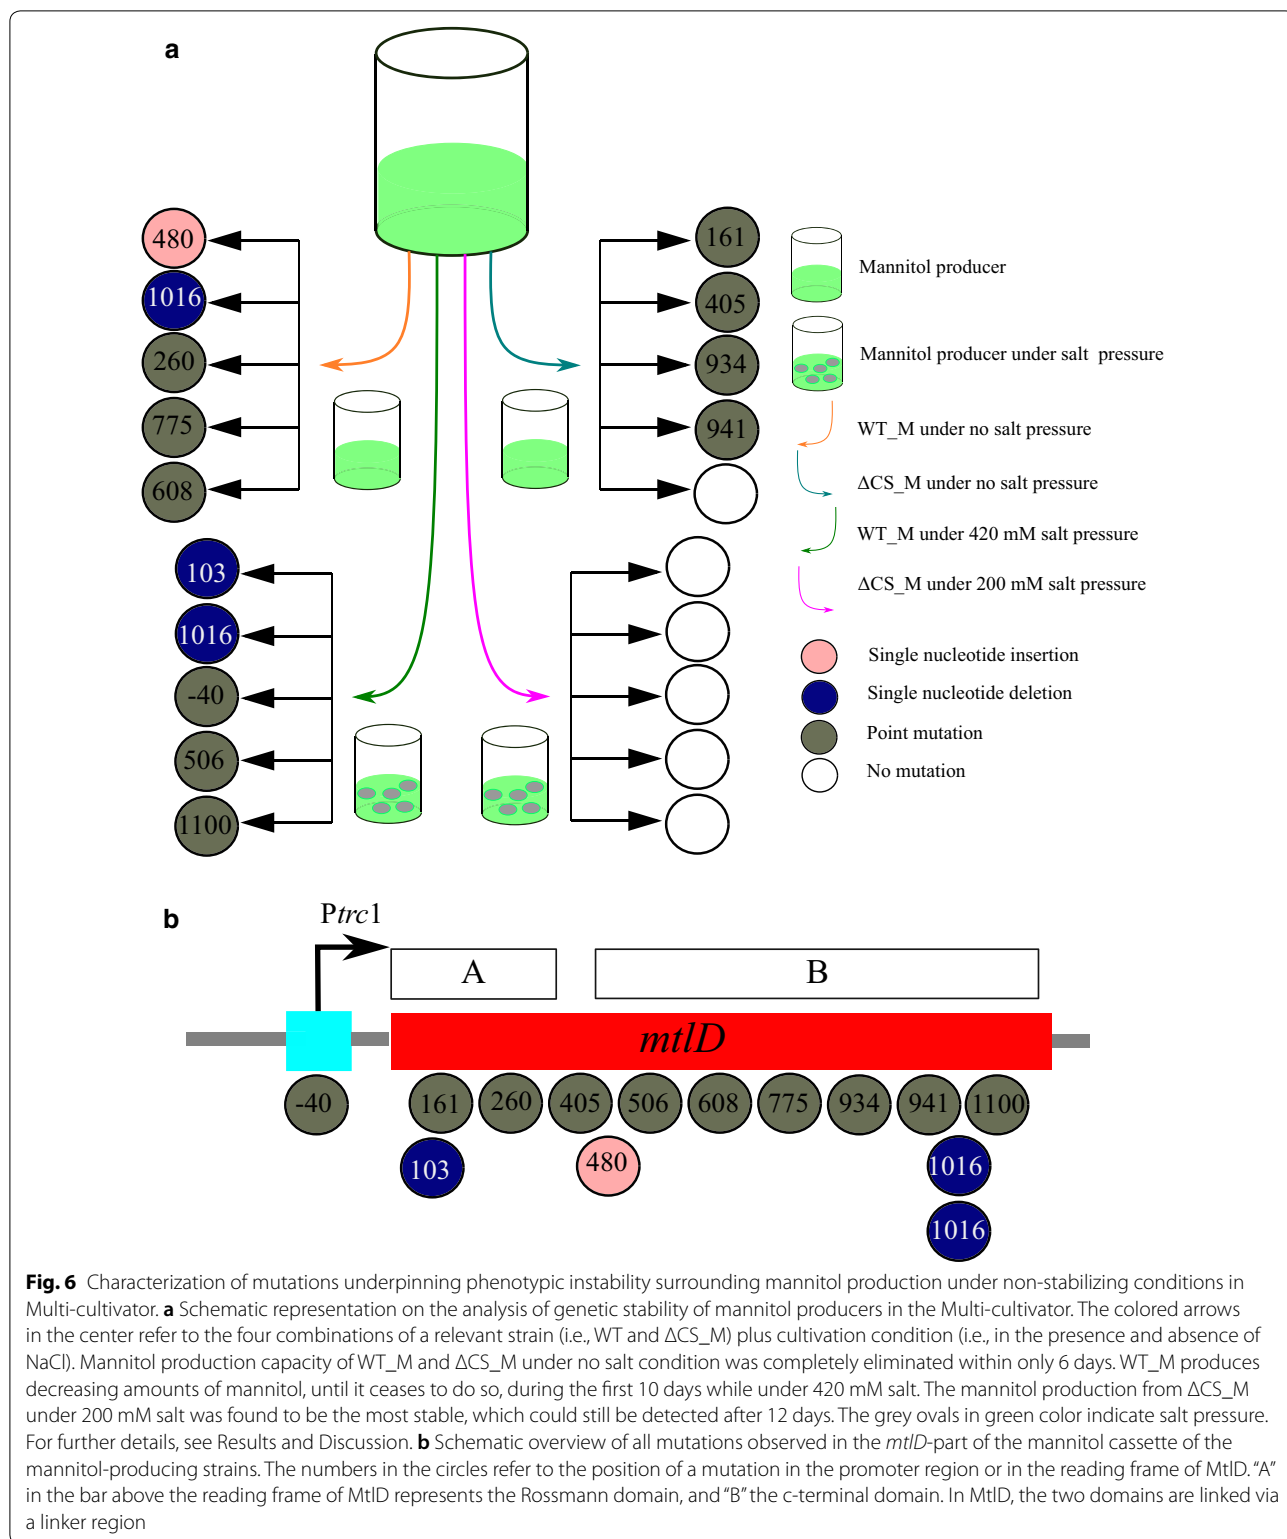 a
480
1016
260
775
608
161
405
934
941
103
1016
-40
506
1100
Mannitol producer
Mannitol producer under salt pressure
WT_M under no salt pressure
ΔCS_M under no salt pressure
WT_M under 420 mM salt pressure
ΔCS_M under 200 mM salt pressure
Single nucleotide insertion
Single nucleotide deletion
Point mutation
No mutation
b
Ptrc1
A B
mtlD
-40 161 260 405 506 608 775 934 941 1100
103 480 1016
1016
Fig. 6 Characterization of mutations underpinning phenotypic instability surrounding mannitol production under non-stabilizing conditions in
Multi-cultivator. a Schematic representation on the analysis of genetic stability of mannitol producers in the Multi-cultivator. The colored arrows
in the center refer to the four combinations of a relevant strain (i.e., WT and ΔCS_M) plus cultivation condition (i.e., in the presence and absence of
NaCl). Mannitol production capacity of WT_M and ΔCS_M under no salt condition was completely eliminated within only 6 days. WT_M produces
decreasing amounts of mannitol, until it ceases to do so, during the first 10 days while under 420 mM salt. The mannitol production from ΔCS_M
under 200 mM salt was found to be the most stable, which could still be detected after 12 days. The grey ovals in green color indicate salt pressure.
For further details, see Results and Discussion. b Schematic overview of all mutations observed in the mtlD-part of the mannitol cassette of the
mannitol-producing strains. The numbers in the circles refer to the position of a mutation in the promoter region or in the reading frame of MtlD. "A"
in the bar above the reading frame of MtlD represents the Rossmann domain, and "B" the c-terminal domain. In MtlD, the two domains are linked via
a linker region